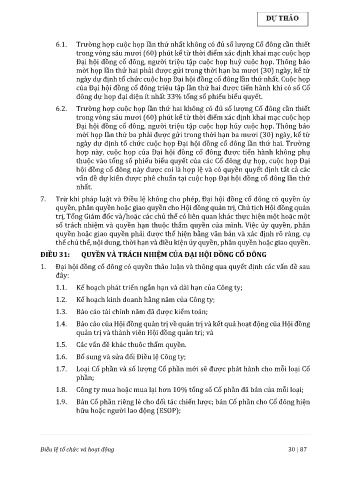 DỰ THẢO
6.1. Trường hợp cuộc họp lần thứ nhất không có đủ số lượng Cổ đông cần thiết
trong vòng sáu mươi (60) phút kể từ thời điểm xác định khai mạc cuộc họp
Đại hội đồng cổ đông, người triệu tập cuộc họp huỷ cuộc họp. Thông báo
mời họp lần thứ hai phải được gửi trong thời hạn ba mươi (30) ngày, kể từ
ngày dự định tổ chức cuộc họp Đại hội đồng cổ đông lần thứ nhất. Cuộc họp
của Đại hội đồng cổ đông triệu tập lần thứ hai được tiến hành khi có số Cổ
đông dự họp đại diện ít nhất 33% tổng số phiếu biểu quyết.
6.2. Trường hợp cuộc họp lần thứ hai không có đủ số lượng Cổ đông cần thiết
trong vòng sáu mươi (60) phút kể từ thời điểm xác định khai mạc cuộc họp
Đại hội đồng cổ đông, người triệu tập cuộc họp hủy cuộc họp. Thông báo
mời họp lần thứ ba phải được gửi trong thời hạn ba mươi (30) ngày, kể từ
ngày dự định tổ chức cuộc họp Đại hội đồng cổ đông lần thứ hai. Trường
hợp này, cuộc họp của Đại hội đồng cổ đông được tiến hành không phụ
thuộc vào tổng số phiếu biểu quyết của các Cổ đông dự họp, cuộc họp Đại
hội đồng cổ đông này được coi là hợp lệ và có quyền quyết định tất cả các
vấn đề dự kiến được phê chuẩn tại cuộc họp Đại hội đồng cổ đông lần thứ
nhất.
7. Trừ khi pháp luật và Điều lệ không cho phép, Đại hội đồng cổ đông có quyền ủy
quyền, phân quyền hoặc giao quyền cho Hội đồng quản trị, Chủ tịch Hội đồng quản
trị, Tổng Giám đốc và/hoặc các chủ thể có liên quan khác thực hiện một hoặc một
số trách nhiệm và quyền hạn thuộc thẩm quyền của mình. Việc ủy quyền, phân
quyền hoặc giao quyền phải được thể hiện bằng văn bản và xác định rõ ràng, cụ
thể chủ thể, nội dung, thời hạn và điều kiện ủy quyền, phân quyền hoặc giao quyền.
ĐIỀU 31: QUYỀN VÀ TRÁCH NHIỆM CỦA ĐẠI HỘI ĐỒNG CỔ ĐÔNG
1. Đại hội đồng cổ đông có quyền thảo luận và thông qua quyết định các vấn đề sau
đây:
1.1. Kế hoạch phát triển ngắn hạn và dài hạn của Công ty;
1.2. Kế hoạch kinh doanh hằng năm của Công ty;
1.3. Báo cáo tài chính năm đã được kiểm toán;
1.4. Báo cáo của Hội đồng quản trị về quản trị và kết quả hoạt động của Hội đồng
quản trị và thành viên Hội đồng quản trị; và
1.5. Các vấn đề khác thuộc thẩm quyền.
1.6. Bổ sung và sửa đổi Điều lệ Công ty;
1.7. Loại Cổ phần và số lượng Cổ phần mới sẽ được phát hành cho mỗi loại Cổ
phần;
1.8. Công ty mua hoặc mua lại hơn 10% tổng số Cổ phần đã bán của mỗi loại;
1.9. Bán Cổ phần riêng lẻ cho đối tác chiến lược; bán Cổ phần cho Cổ đông hiện
hữu hoặc người lao động (ESOP);
Điều lệ tổ chức và hoạt động 30 | 87